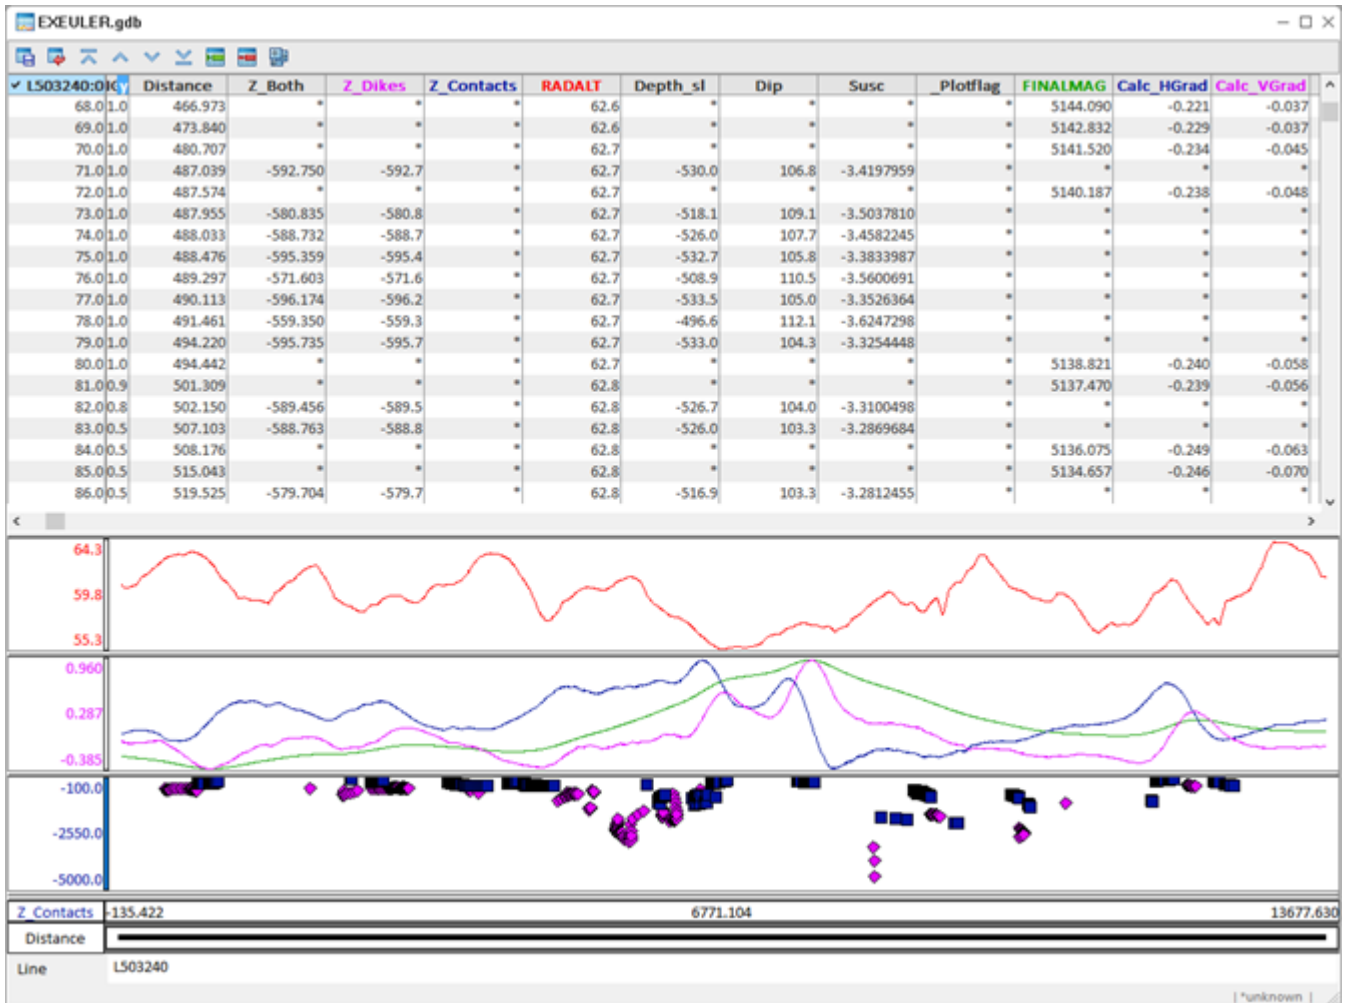 EXEULER.gdb
✓ L503240:0 y Distance Z_Both Z_Dikes Z_Contacts RADALT Depth_sl Dip Susc _Plotflag FINALMAG Calc_HGrad Calc_VGrad
68.0 1.0 466.973 * * * 62.6 * * * * 5144.090 -0.221 -0.037
69.0 1.0 473.840 * * * 62.6 * * * * 5142.832 -0.229 -0.037
70.0 1.0 480.707 * * * 62.7 * * * * 5141.520 -0.234 -0.045
71.0 1.0 487.039 -592.750 -592.7 * 62.7 -530.0 106.8 -3.4197959 * * * *
72.0 1.0 487.574 * * * 62.7 * * * * 5140.187 -0.238 -0.048
73.0 1.0 487.955 -580.835 -580.8 * 62.7 -518.1 109.1 -3.5037810 * * * *
74.0 1.0 488.033 -588.732 -588.7 * 62.7 -526.0 107.7 -3.4582245 * * * *
75.0 1.0 488.476 -595.359 -595.4 * 62.7 -532.7 105.8 -3.3833987 * * * *
76.0 1.0 489.297 -571.603 -571.6 * 62.7 -508.9 110.5 -3.5600691 * * * *
77.0 1.0 490.113 -596.174 -596.2 * 62.7 -533.5 105.0 -3.3526364 * * * *
78.0 1.0 491.461 -559.350 -559.3 * 62.7 -496.6 112.1 -3.6247298 * * * *
79.0 1.0 494.220 -595.735 -595.7 * 62.7 -533.0 104.3 -3.3254448 * * * *
80.0 1.0 494.442 * * * 62.7 * * * * 5138.821 -0.240 -0.058
81.0 0.9 501.309 * * * 62.8 * * * * 5137.470 -0.239 -0.056
82.0 0.8 502.150 -589.456 -589.5 * 62.8 -526.7 104.0 -3.3100498 * * * *
83.0 0.5 507.103 -588.763 -588.8 * 62.8 -526.0 103.3 -3.2869684 * * * *
84.0 0.5 508.176 * * * 62.8 * * * * 5136.075 -0.249 -0.063
85.0 0.5 515.043 * * * 62.8 * * * * 5134.657 -0.246 -0.070
86.0 0.5 519.525 -579.704 -579.7 * 62.8 -516.9 103.3 -3.2812455 * * * *
64.3
59.8
55.3
0.960
0.287
-0.385
-100.0
-2550.0
-5000.0
Z_Contacts -135.422 6771.104 13677.630
Distance
Line L503240
| *unknown |